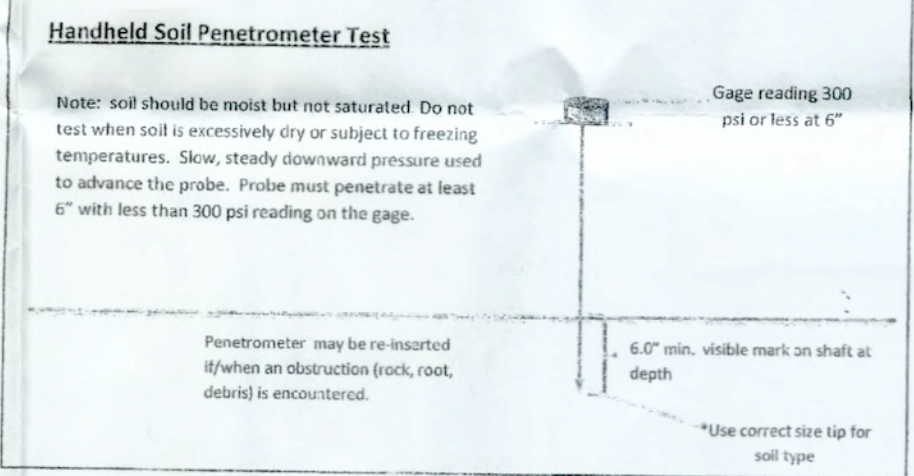 Handheld Soil Penetrometer Test
Note: soil should be moist but not saturated. Do not
test when soil is excessively dry or subject to freezing
temperatures. Slow, steady downward pressure used
to advance the probe. Probe must penetrate at least
6” with less than 300 psi reading on the gage.
Gage reading 300
psi or less at 6”
Penetrometer may be re-inserted
if/when an obstruction (rock, root,
debris) is encountered.
6.0” min. visible mark on shaft at
depth
*Use correct size tip for
soil type